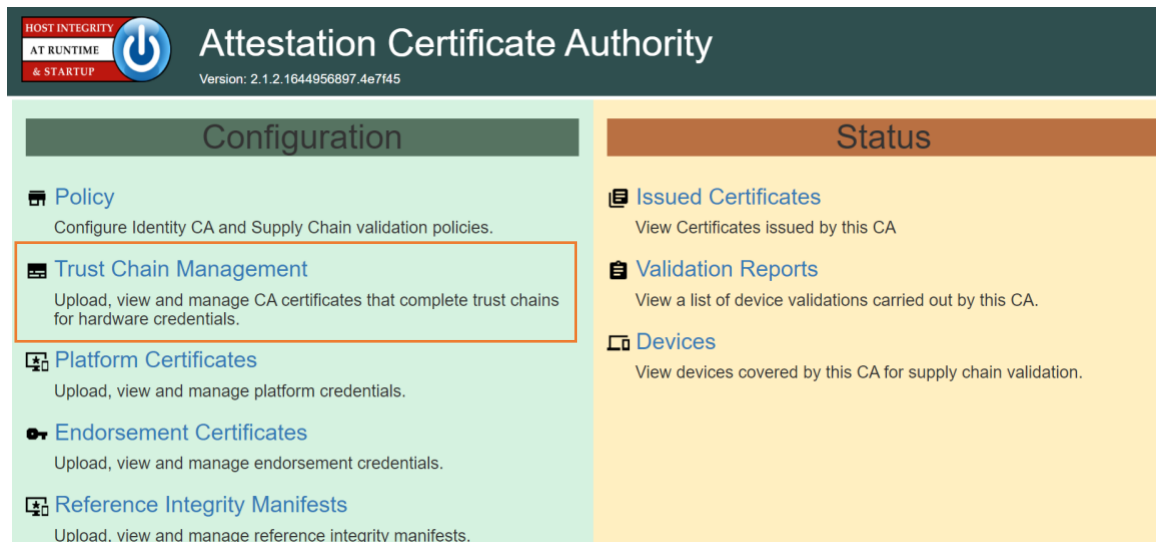 HOST INTEGRITY
AT RUNTIME
& STARTUP
Attestation Certificate Authority
Version: 2.1.2.1644956897.4e7f45
Configuration
Policy
Configure Identity CA and Supply Chain validation policies.
Trust Chain Management
Upload, view and manage CA certificates that complete trust chains
for hardware credentials.
Platform Certificates
Upload, view and manage platform credentials.
Endorsement Certificates
Upload, view and manage endorsement credentials.
Reference Integrity Manifests
Upload, view and manage reference integrity manifests.
Status
Issued Certificates
View Certificates issued by this CA
Validation Reports
View a list of device validations carried out by this CA.
Devices
View devices covered by this CA for supply chain validation.